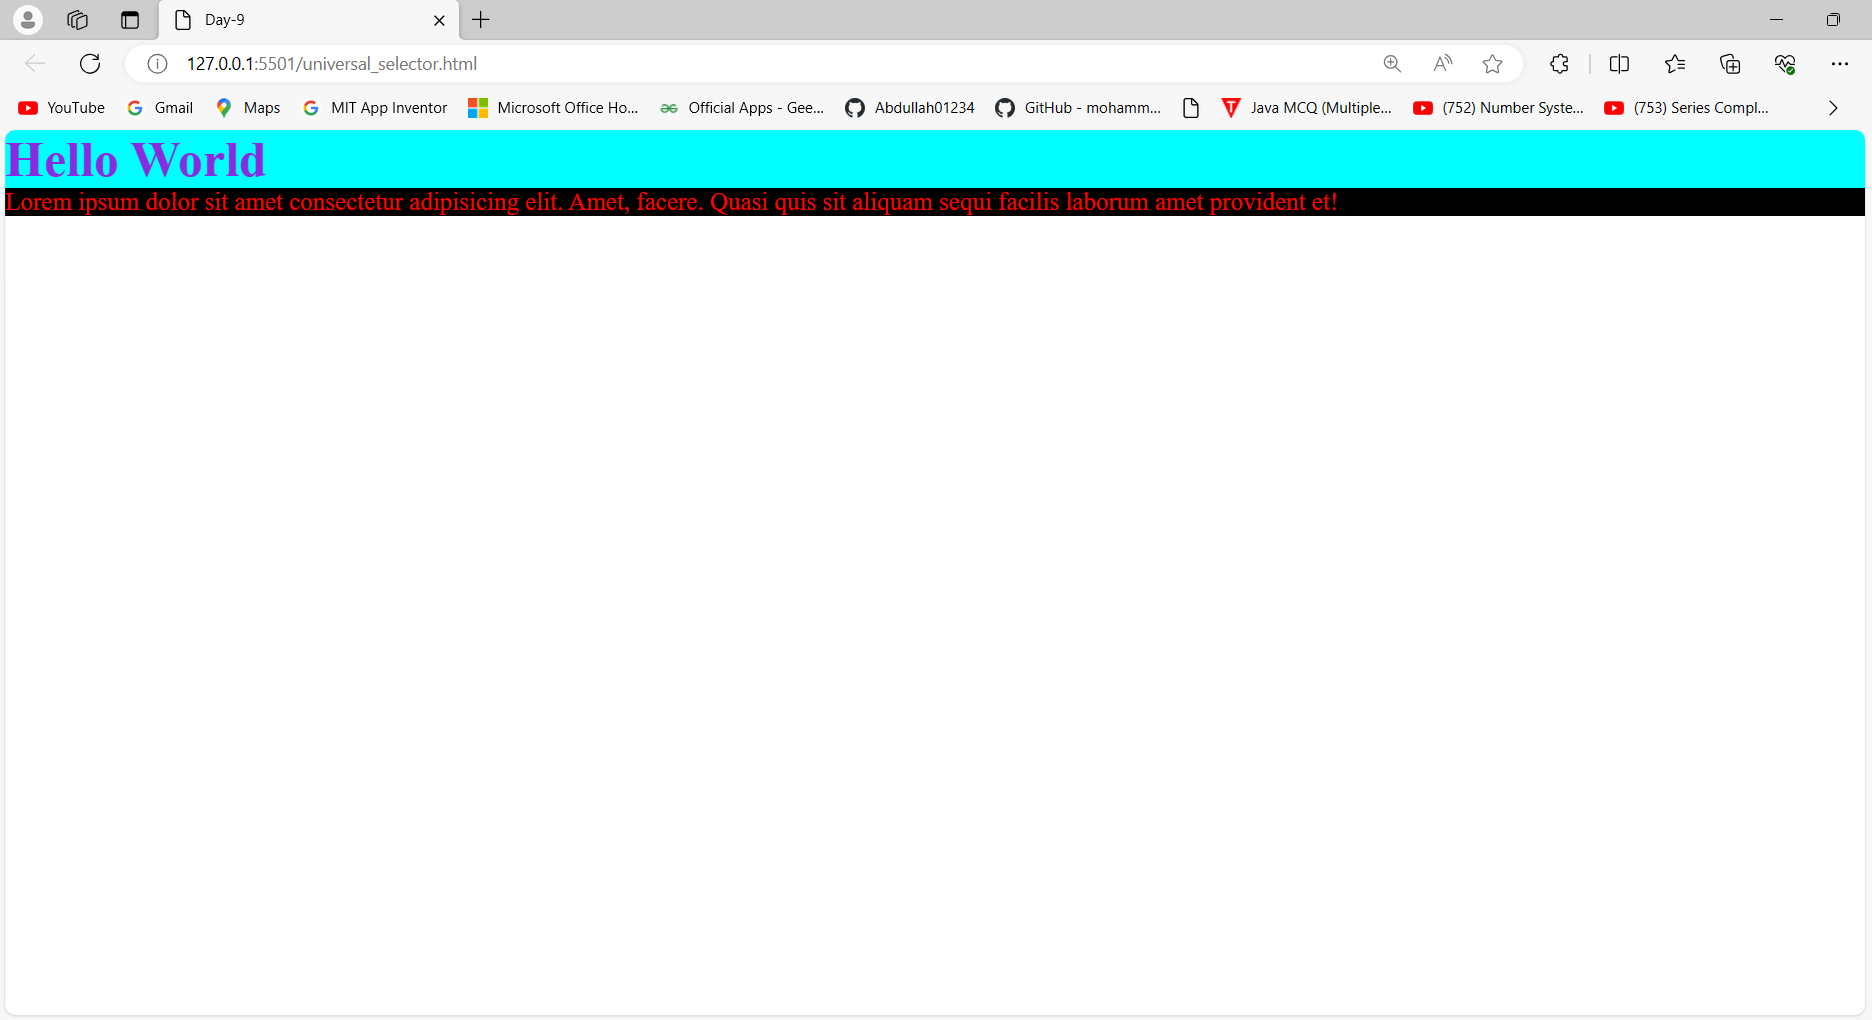 Day-9
127.0.0.1:5501/universal_selector.html
YouTube Gmail Maps MIT App Inventor Microsoft Office Ho... Official Apps - Gee... Abdullah01234 GitHub - mohamm... Java MCQ (Multiple... (752) Number Syste... (753) Series Compl...
Hello World
Lorem ipsum dolor sit amet consectetur adipisicing elit. Amet, facere. Quasi quis sit aliquam sequi facilis laborum amet provident et!